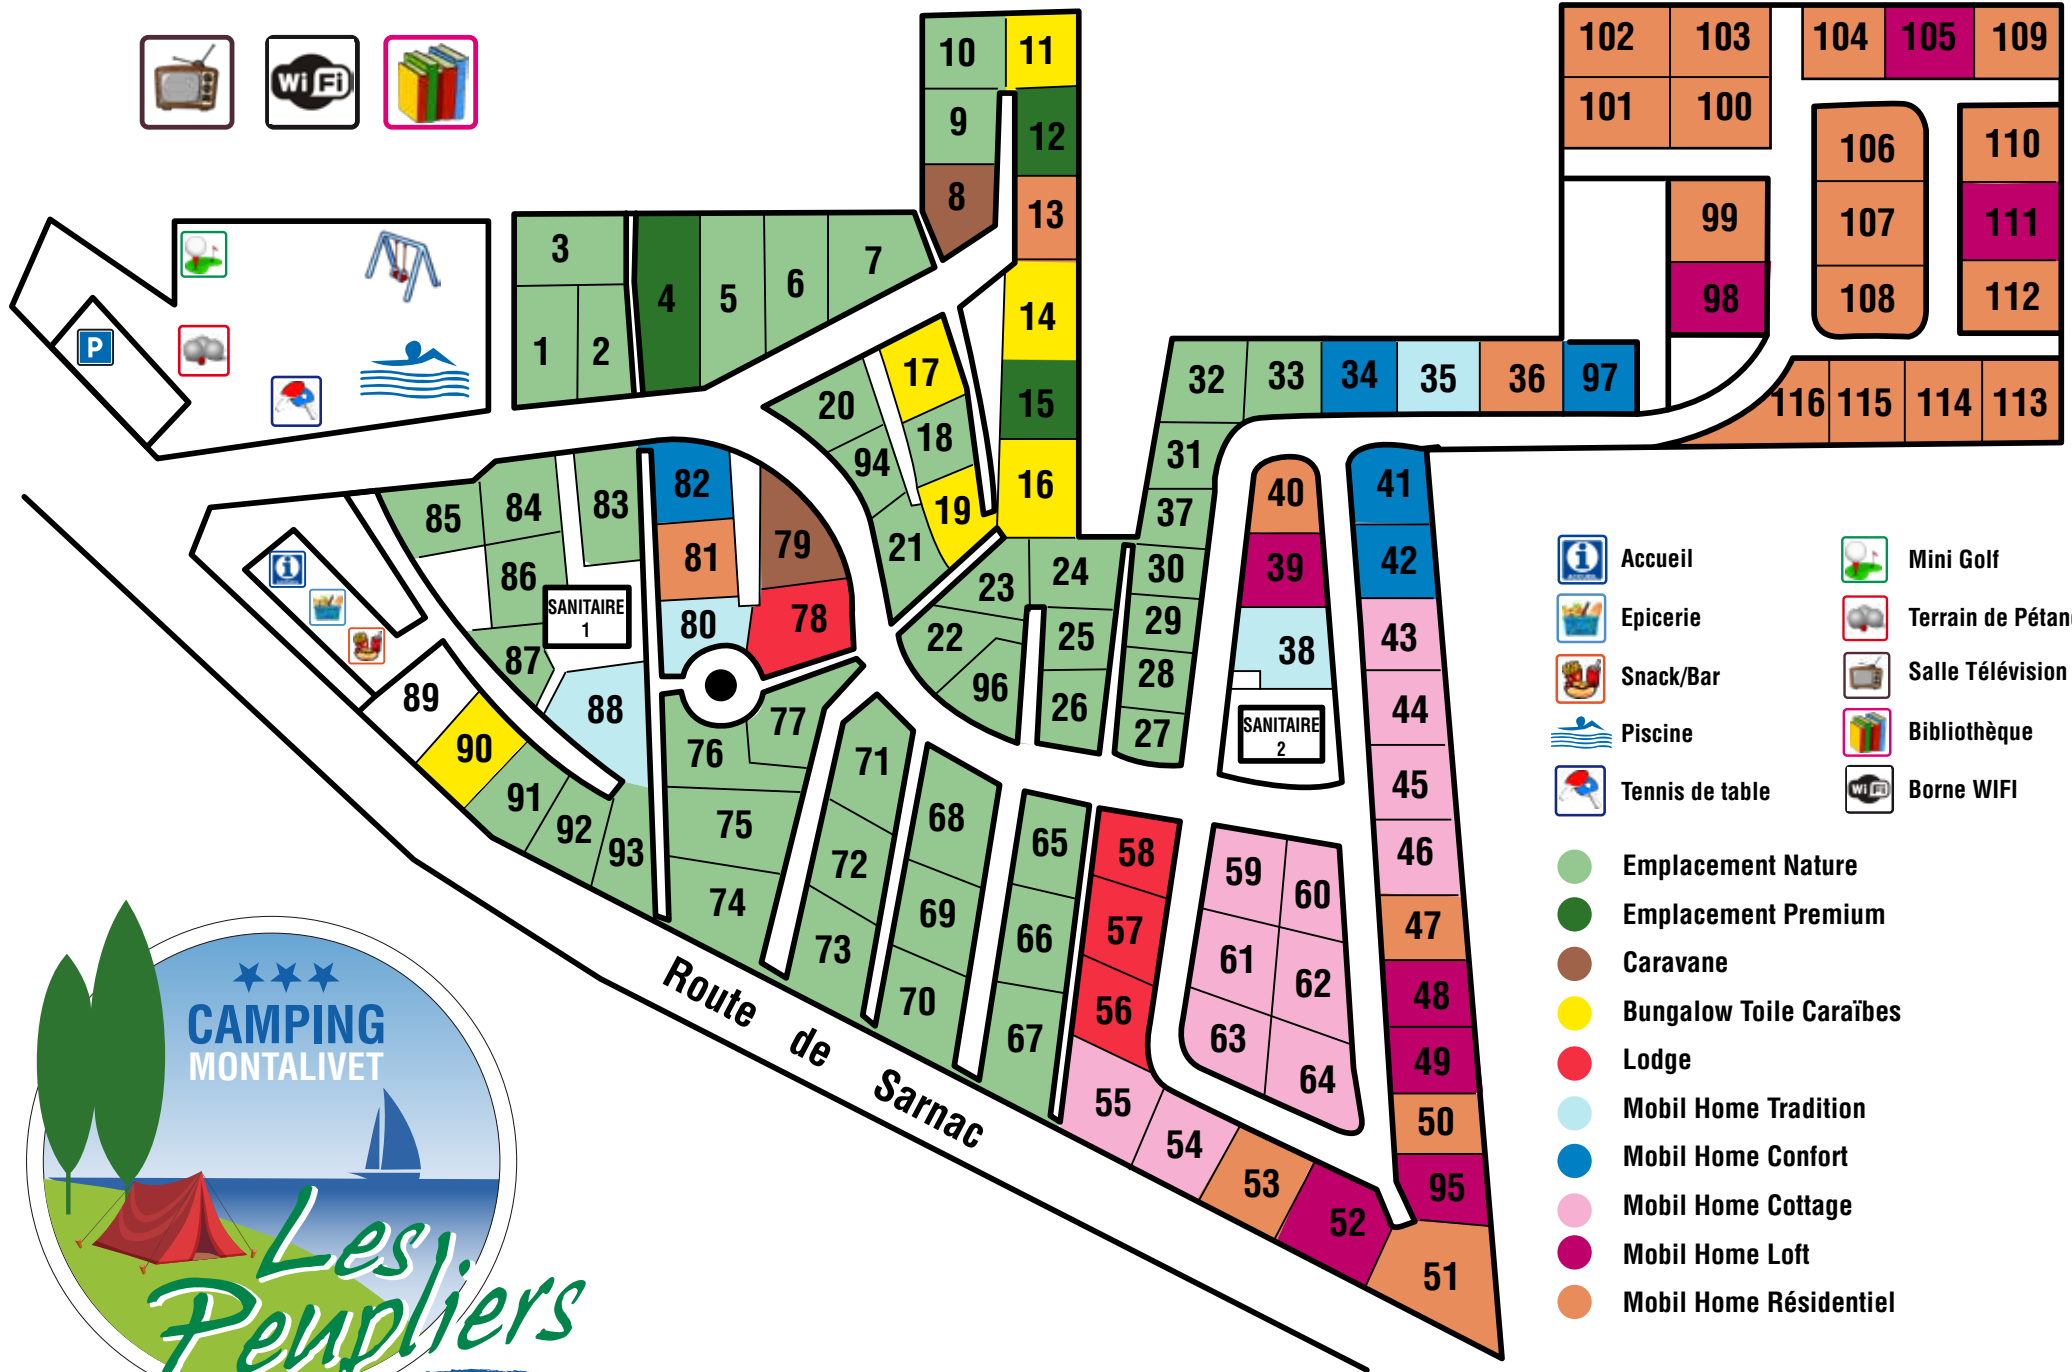 WiFi
10 11
9 12
8 13
3
4 5 6 7
1 2
P
14
15
16
17
20
18
94
19
21
102 103 104 105 109
101 100
106 110
99 107 111
98 108 112
32 33 34 35 36 97
116 115 114 113
31
37
30
29
28
27
40
39
38
SANITAIRE
2
41
42
43
44
45
46
47
48
49
50
95
51
85 84 83
86
87
SANITAIRE
1
88
89
90
91
92
93
82
81
80
79
78
77
76
75
74
23 24
22 25
96 26
71
72
73
68
69
70
65
66
67
58
57
56
55
54
53
52
59 60
61 62
63 64
Route de Sarnac
ACCUEIL
Accueil
Epicerie
Snack/Bar
Piscine
Tennis de table
Mini Golf
Terrain de Pétan
Salle Télévision
Bibliothèque
WiFi
Borne WIFI
Emplacement Nature
Emplacement Premium
Caravane
Bungalow Toile Caraïbes
Lodge
Mobil Home Tradition
Mobil Home Confort
Mobil Home Cottage
Mobil Home Loft
Mobil Home Résidentiel
CAMPING
MONTALIVET
Les
Peupliers